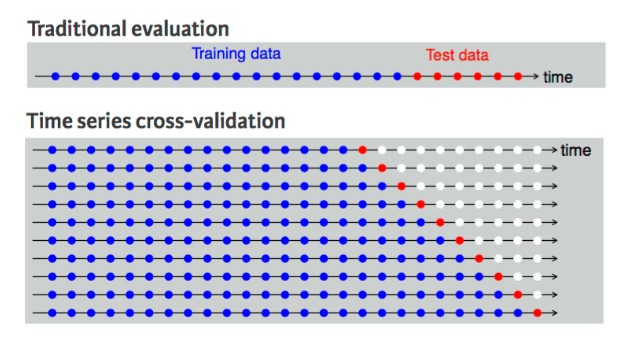 Traditional evaluation
Training data
Test data
time
Time series cross-validation
time